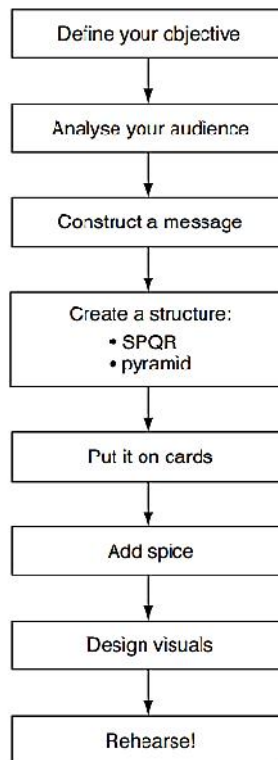 Define your objective
Analyse your audience
Construct a message
Create a structure:
• SPQR
• pyramid
Put it on cards
Add spice
Design visuals
Rehearse!